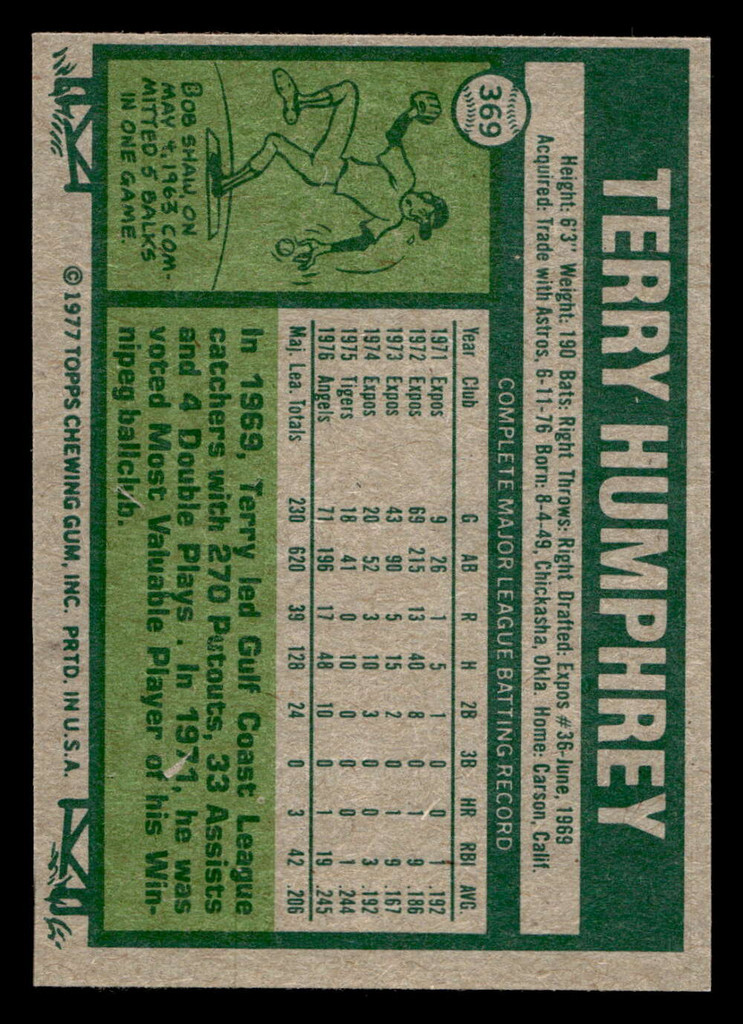 369
TERRY HUMPHREY
Height: 6'3" Weight: 190 Bats: Right Throws: Right Drafted: Expos #36-June, 1969
Acquired: Trade with Astros, 6-11-76 Born: 8-4-49, Chickasha, Okla. Home: Carson, Calif.
COMPLETE MAJOR LEAGUE BATTING RECORD
Year Club G AB R H 2B 3B HR RBI AVG.
1971 Expos 9 26 1 5 1 0 0 1 .192
1972 Expos 69 215 13 40 8 0 1 9 .186
1973 Expos 43 90 5 15 2 0 1 9 .167
1974 Expos 20 52 3 10 3 0 0 3 .192
1975 Tigers 18 41 0 10 0 0 0 1 .244
1976 Angels 71 196 17 48 10 0 1 19 .245
Maj. Lea. Totals 230 620 39 128 24 0 3 42 .206
BOB SHAW, ON
MAY 4, 1963 COM-
MITTED 5 BALKS
IN ONE GAME.
In 1969, Terry led Gulf Coast League
catchers with 270 Putouts, 33 Assists
and 4 Double Plays. In 1971, he was
voted Most Valuable Player of his Win-
nipeg ballclub.
© 1977 TOPPS CHEWING GUM, INC. PRTD. IN U.S.A.